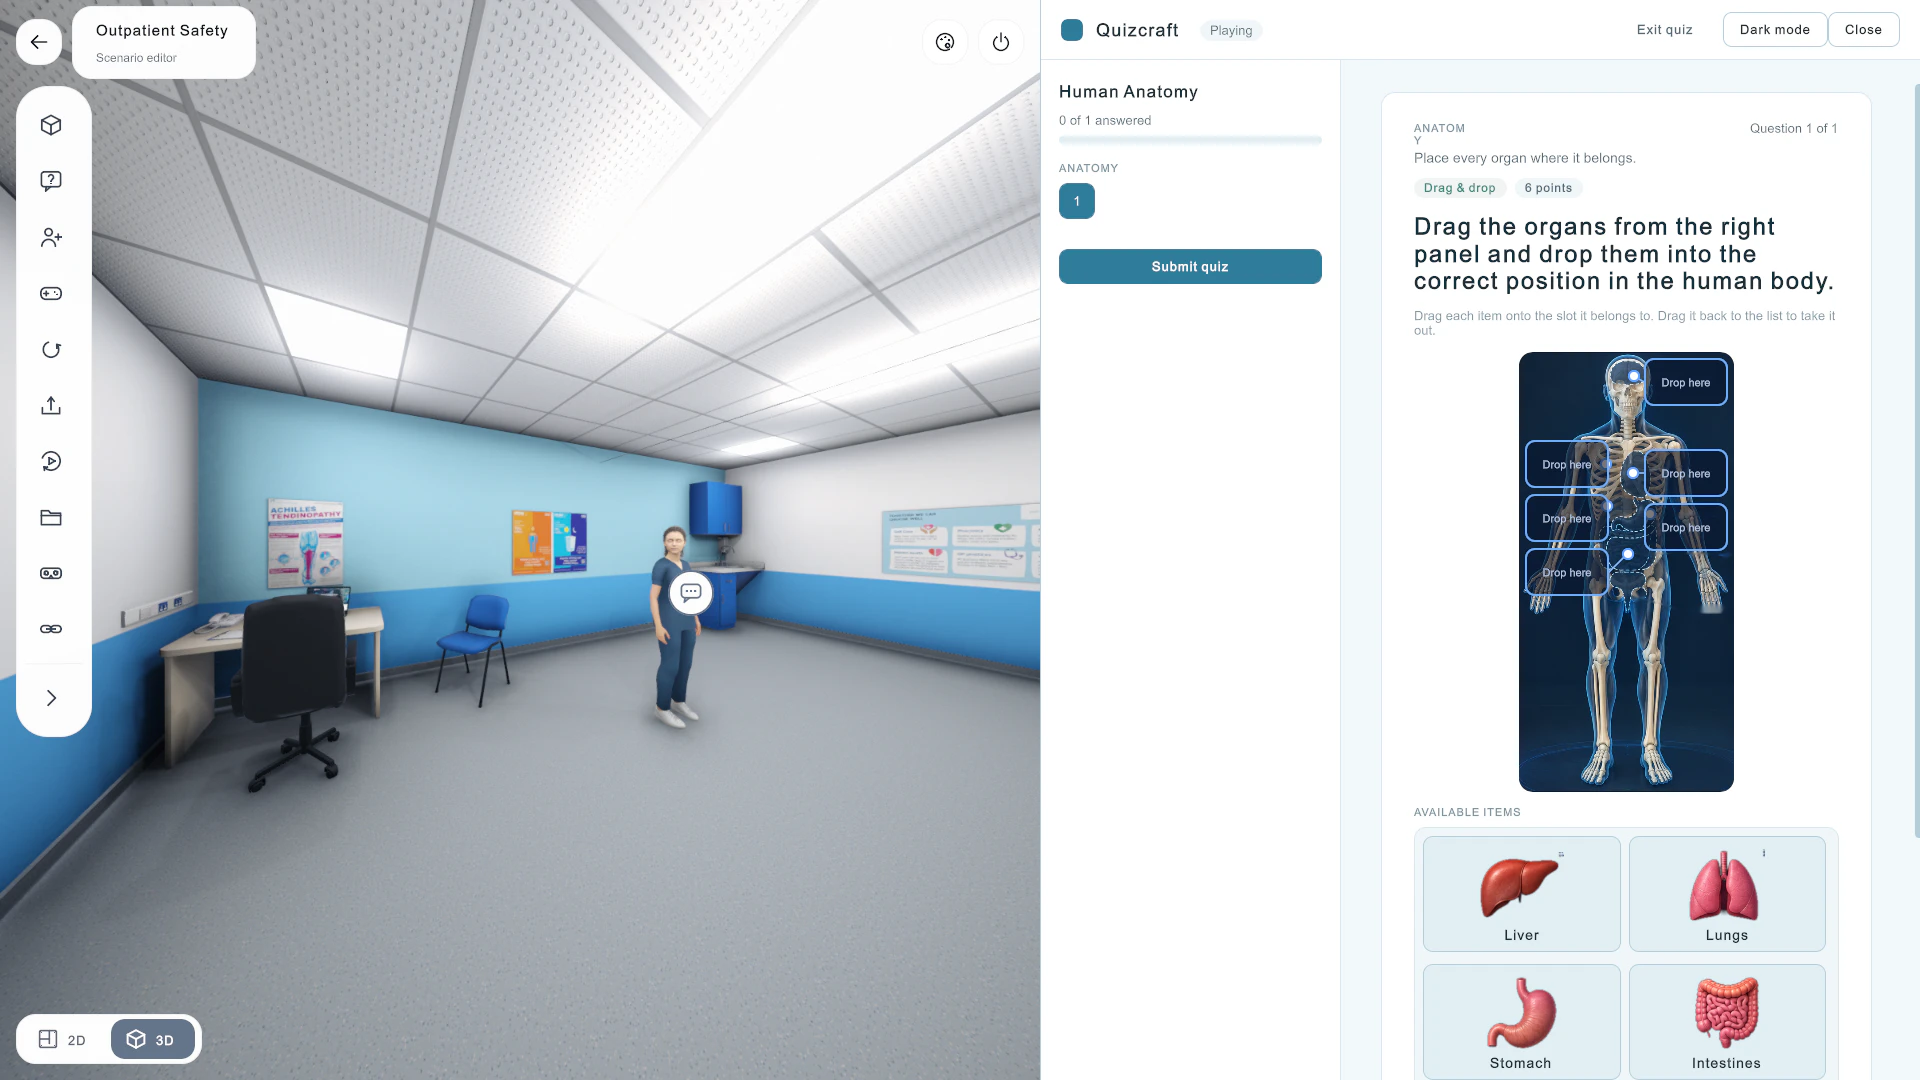 Outpatient Safety
Scenario editor
ACHILLES
TENDINOPATHY
2D
3D
Quizcraft
Playing
Exit quiz
Dark mode
Close
Human Anatomy
0 of 1 answered
ANATOMY
1
Submit quiz
ANATOM
Y
Question 1 of 1
Place every organ where it belongs.
Drag & drop
6 points
Drag the organs from the right
panel and drop them into the
correct position in the human body.
Drag each item onto the slot it belongs to. Drag it back to the list to take it
out.
Drop here
Drop here
Drop here
Drop here
Drop here
Drop here
AVAILABLE ITEMS
Liver
Lungs
Stomach
Intestines